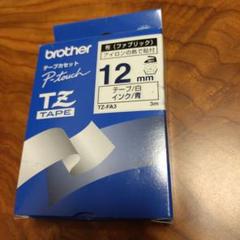 brother
テープカセット
P-touch
TZ
TAPE
布 (ファブリック)
アイロンの熱で貼付
12mm
a
テープ/白
インク/青
TZ-FA3
3m